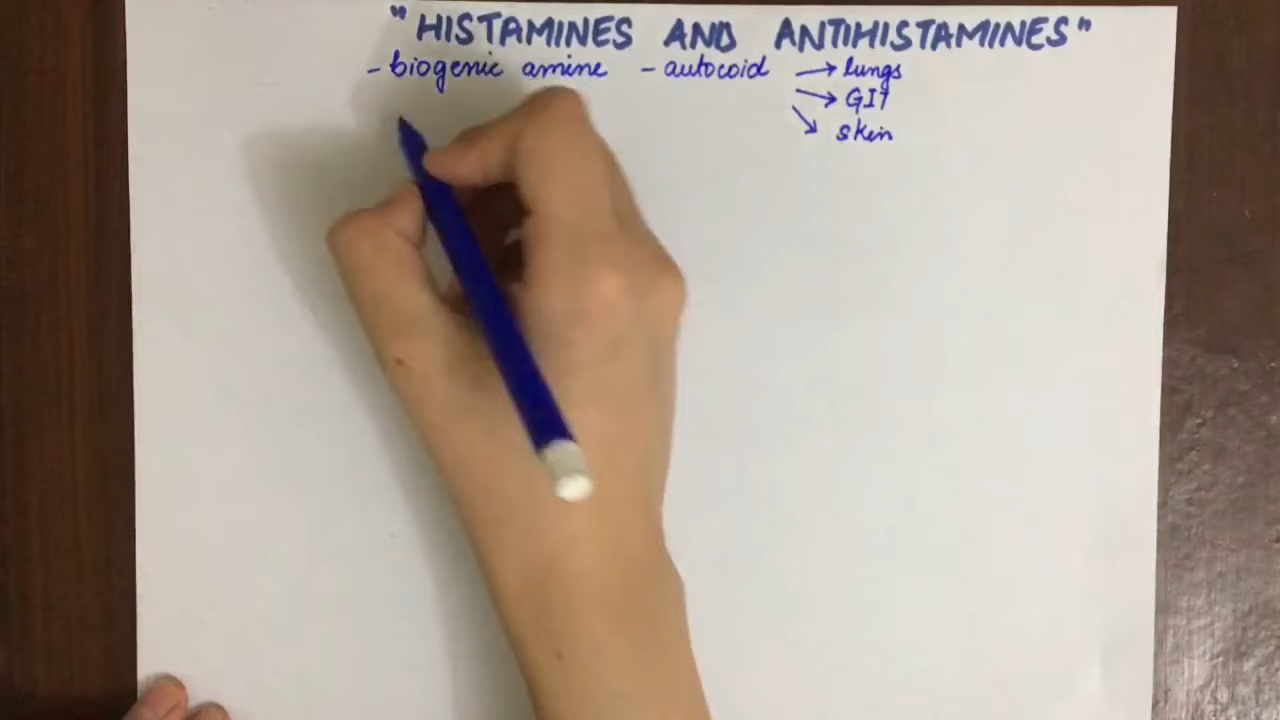 "HISTAMINES AND ANTIHISTAMINES"
- biogenic amine - autocoid → lungs
→ GIT
↘ skin